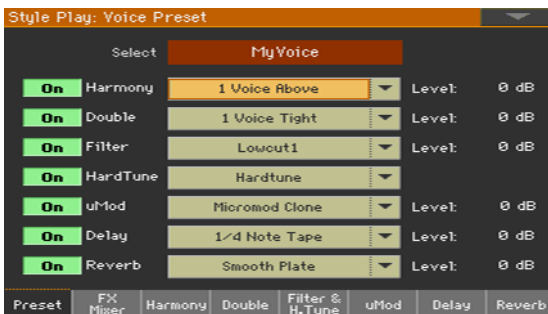 Style Play: Voice Preset
Select MyVoice
On Harmony 1 Voice Above Level: 0 dB
On Double 1 Voice Tight Level: 0 dB
On Filter Lowcut1 Level: 0 dB
On HardTune Hardtune
On uMod Micromod Clone Level: 0 dB
On Delay 1/4 Note Tape Level: 0 dB
On Reverb Smooth Plate Level: 0 dB
Preset FX Mixer Harmony Double Filter & H.Tune uMod Delay Reverb